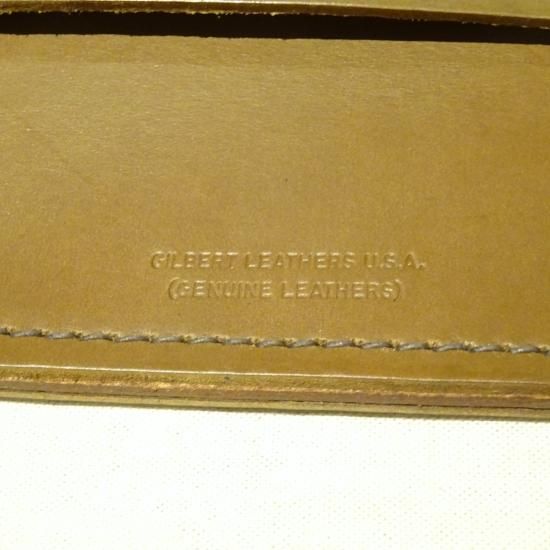 GILBERT LEATHERS U.S.A.
(GENUINE LEATHERS)